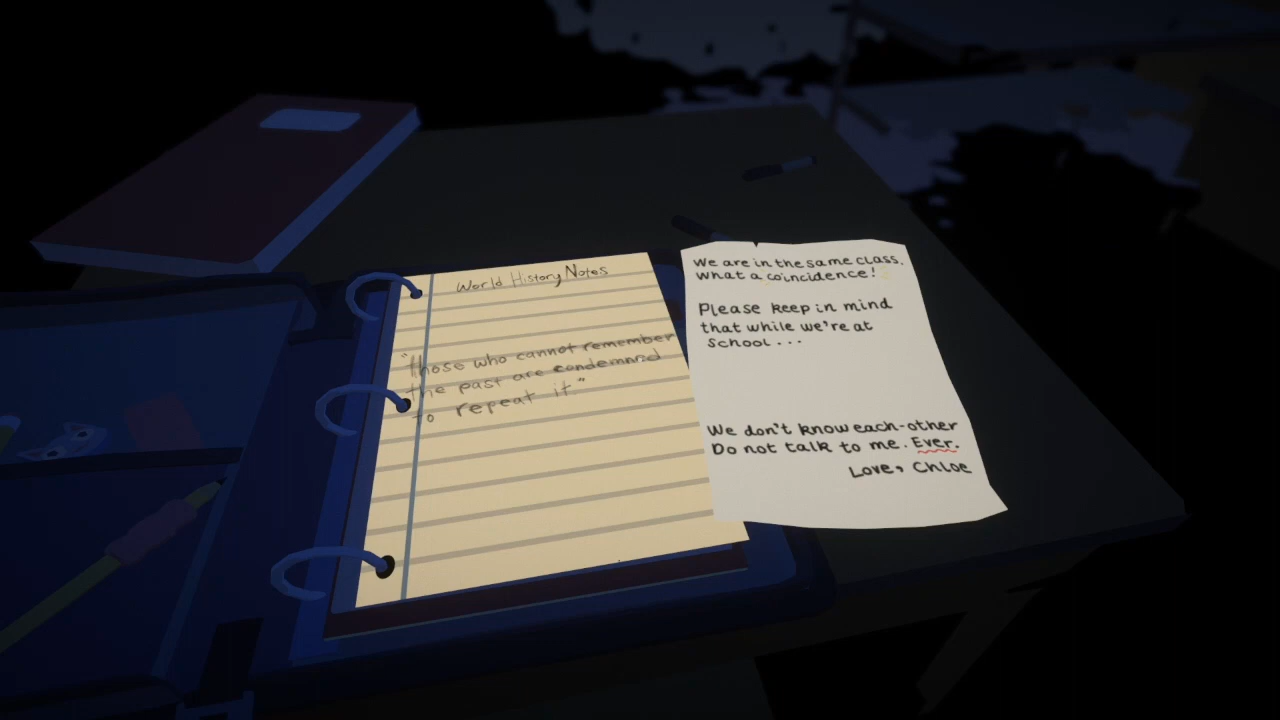 World History Notes
"Those who cannot remember
the past are condemned
to repeat it"
We are in the same class.
What a coincidence!
Please keep in mind
that while we're at
school...
We don't know each-other
Do not talk to me. Ever.
Love, Chloe